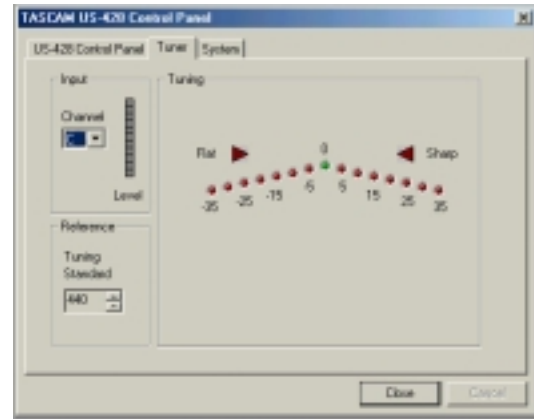 TASCAM US-428 Control Panel
US-428 Control Panel Tuner System
Input
Channel
C
Level
Reference
Tuning
Standard
440
Tuning
Flat 0 Sharp
-35 -25 -15 -5 5 15 25 35
Close Cancel